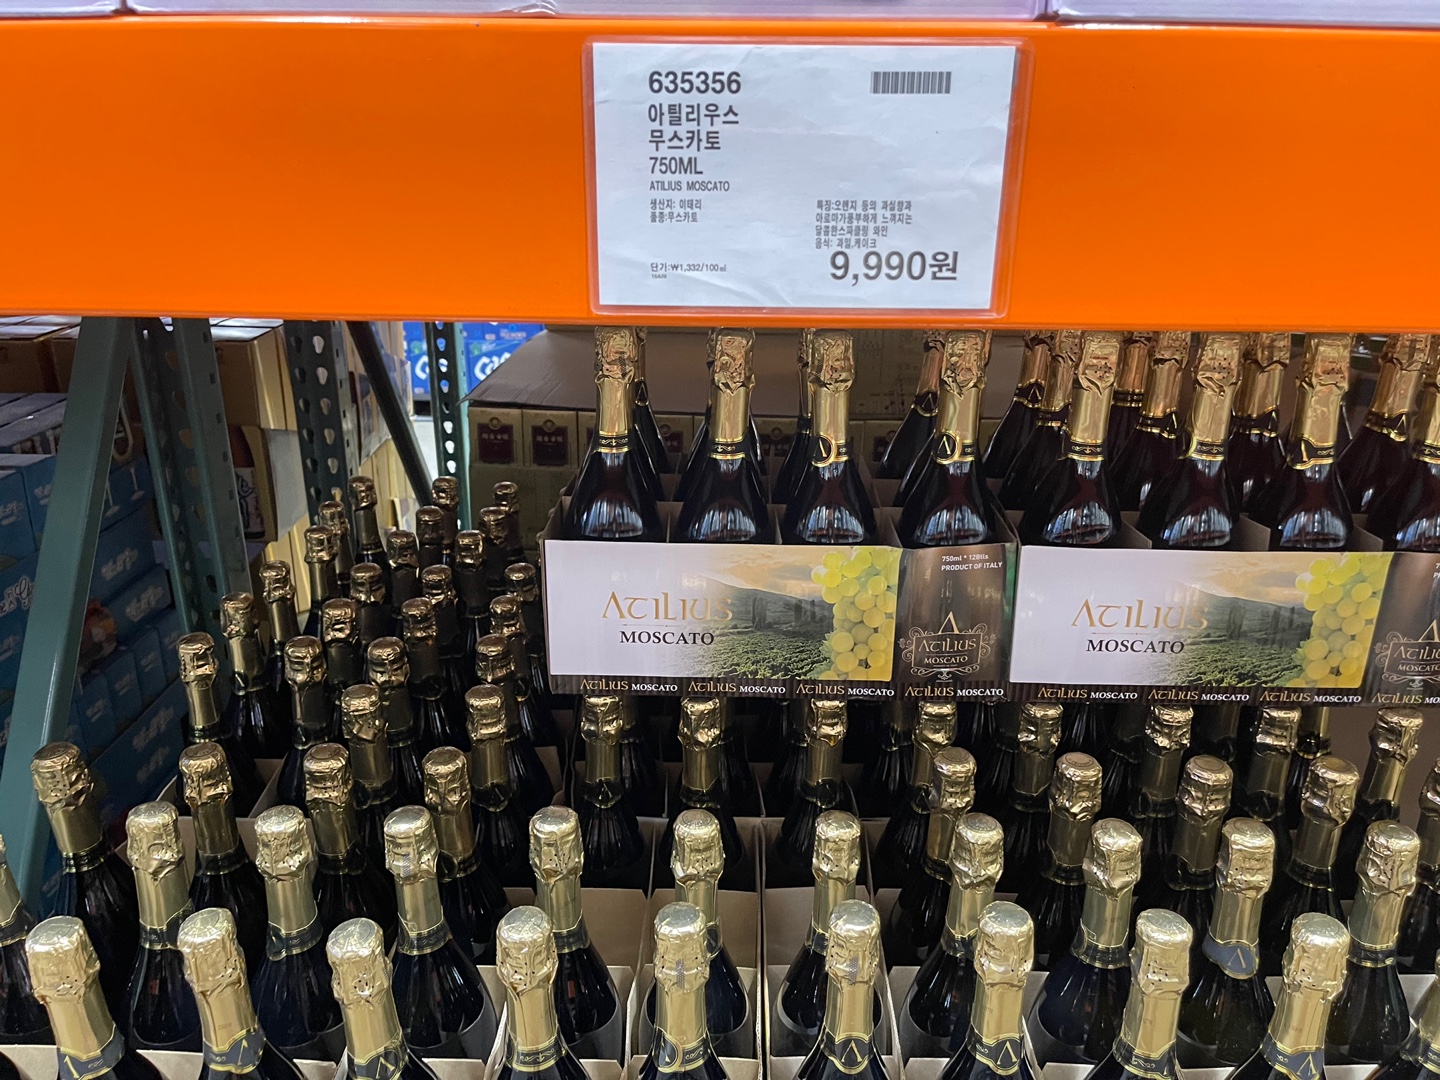 635356
아틸리우스
무스카토
750ML
ATILIUS MOSCATO
생산지: 이태리
품종:무스카토
특징:오렌지 등의 과실향과
아로마가풍부하게 느껴지는
달콤한스파클링 와인
음식: 과일,케이크
단가:₩1,332/100㎖
9,990원
750ml * 12Btls
PRODUCT OF ITALY
ATILIUS
MOSCATO
ATILIUS
MOSCATO
ATILIUS MOSCATO
ATILIUS MOSCATO
ATILIUS MOSCATO
ATILIUS MOSCATO
ATILIUS
MOSCATO
ATILIUS MOSCATO
ATILIUS MOSCATO
ATILIUS MOSCATO